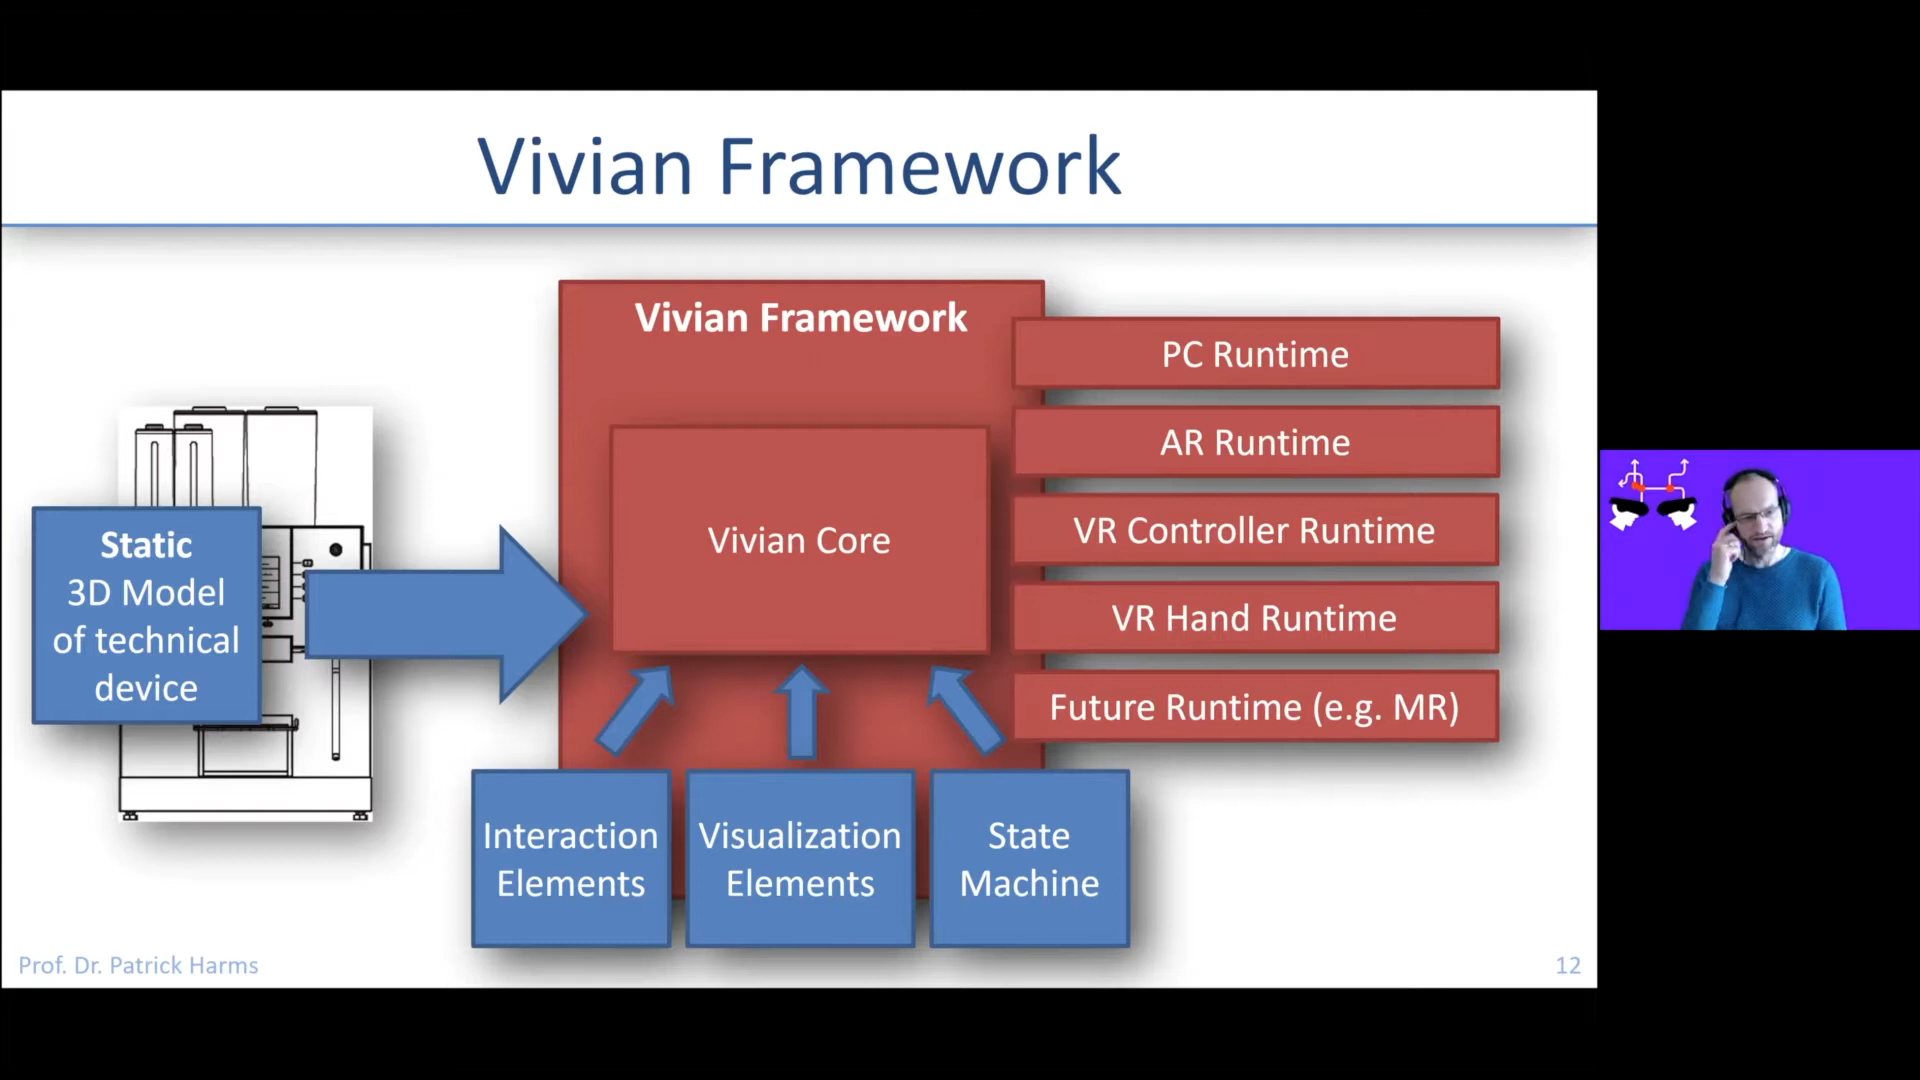 Vivian Framework
Vivian Framework
PC Runtime
AR Runtime
VR Controller Runtime
VR Hand Runtime
Future Runtime (e.g. MR)
Vivian Core
Static
3D Model
of technical
device
Interaction
Elements
Visualization
Elements
State
Machine
Prof. Dr. Patrick Harms
12